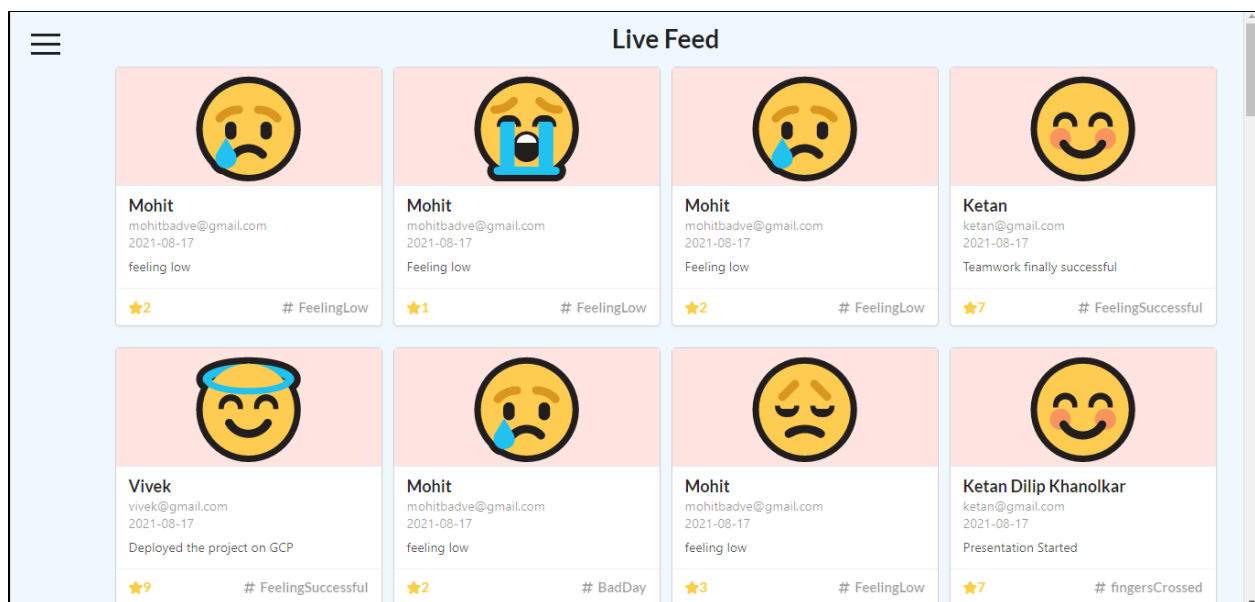 Live Feed
Mohit
mohitbadve@gmail.com
2021-08-17
feeling low
2
# FeelingLow
Mohit
mohitbadve@gmail.com
2021-08-17
Feeling low
1
# FeelingLow
Mohit
mohitbadve@gmail.com
2021-08-17
Feeling low
2
# FeelingLow
Ketan
ketan@gmail.com
2021-08-17
Teamwork finally successful
7
# FeelingSuccessful
Vivek
vivek@gmail.com
2021-08-17
Deployed the project on GCP
9
# FeelingSuccessful
Mohit
mohitbadve@gmail.com
2021-08-17
feeling low
2
# BadDay
Mohit
mohitbadve@gmail.com
2021-08-17
feeling low
3
# FeelingLow
Ketan Dilip Khanolkar
ketan@gmail.com
2021-08-17
Presentation Started
7
# fingersCrossed